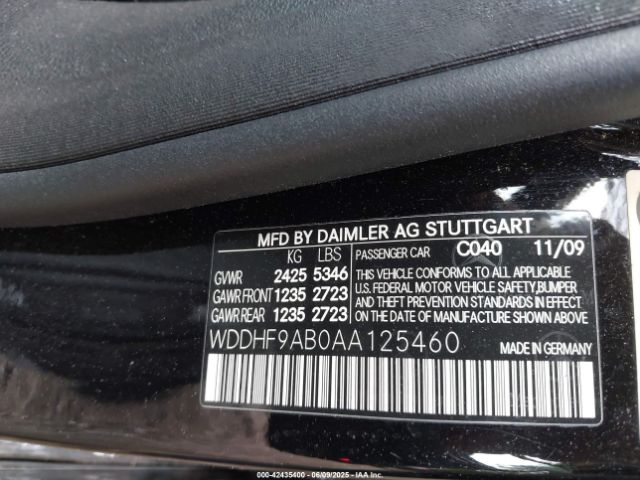 MFD BY DAIMLER AG STUTTGART
KG LBS PASSENGER CAR C040 11/09
GVWR 2425 5346 THIS VEHICLE CONFORMS TO ALL APPLICABLE
U.S. FEDERAL MOTOR VEHICLE SAFETY,BUMPER
GAWR FRONT 1235 2723 AND THEFT PREVENTION STANDARDS IN EFFECT
GAWR REAR 1235 2723 ON THE DATE OF MANUFACTURE SHOWN ABOVE.
WDDHF9AB0AA125460 MADE IN GERMANY
000-42435400 - 06/09/2025 - IAA Inc.